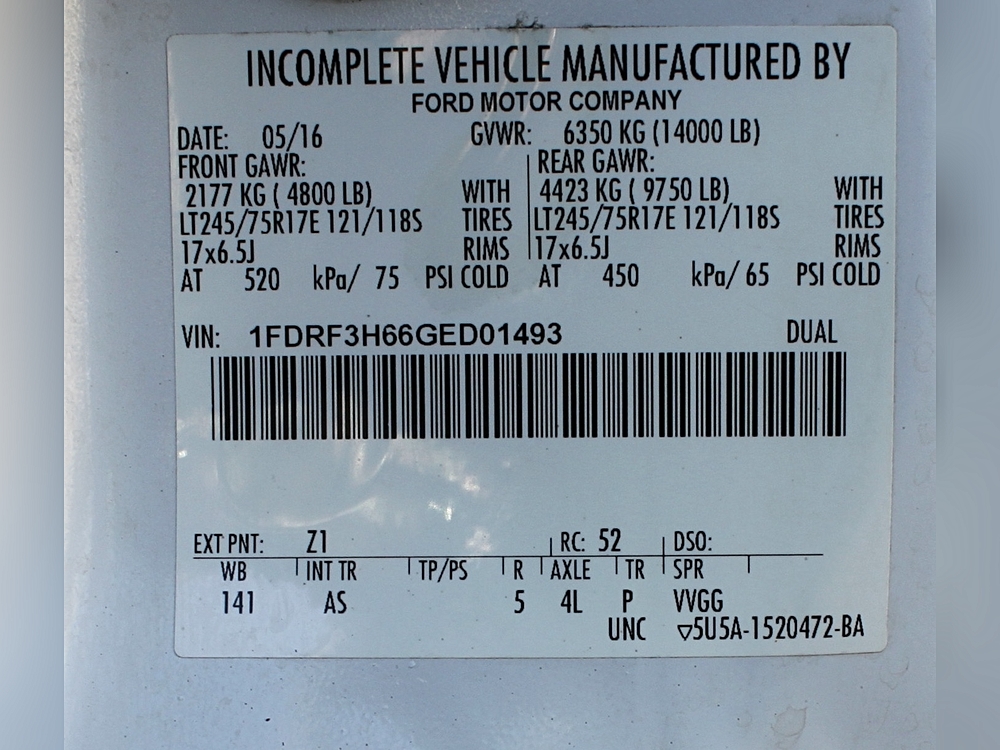 INCOMPLETE VEHICLE MANUFACTURED BY
FORD MOTOR COMPANY
DATE: 05/16 GVWR: 6350 KG (14000 LB)
FRONT GAWR: REAR GAWR:
2177 KG ( 4800 LB) WITH 4423 KG ( 9750 LB) WITH
LT245/75R17E 121/118S TIRES LT245/75R17E 121/118S TIRES
17x6.5J RIMS 17x6.5J RIMS
AT 520 kPa/ 75 PSI COLD AT 450 kPa/ 65 PSI COLD
VIN: 1FDRF3H66GED01493 DUAL
EXT PNT: Z1 RC: 52 DSO:
WB INT TR TP/PS R AXLE TR SPR
141 AS 5 4L P VVGG
UNC ▽5U5A-1520472-BA